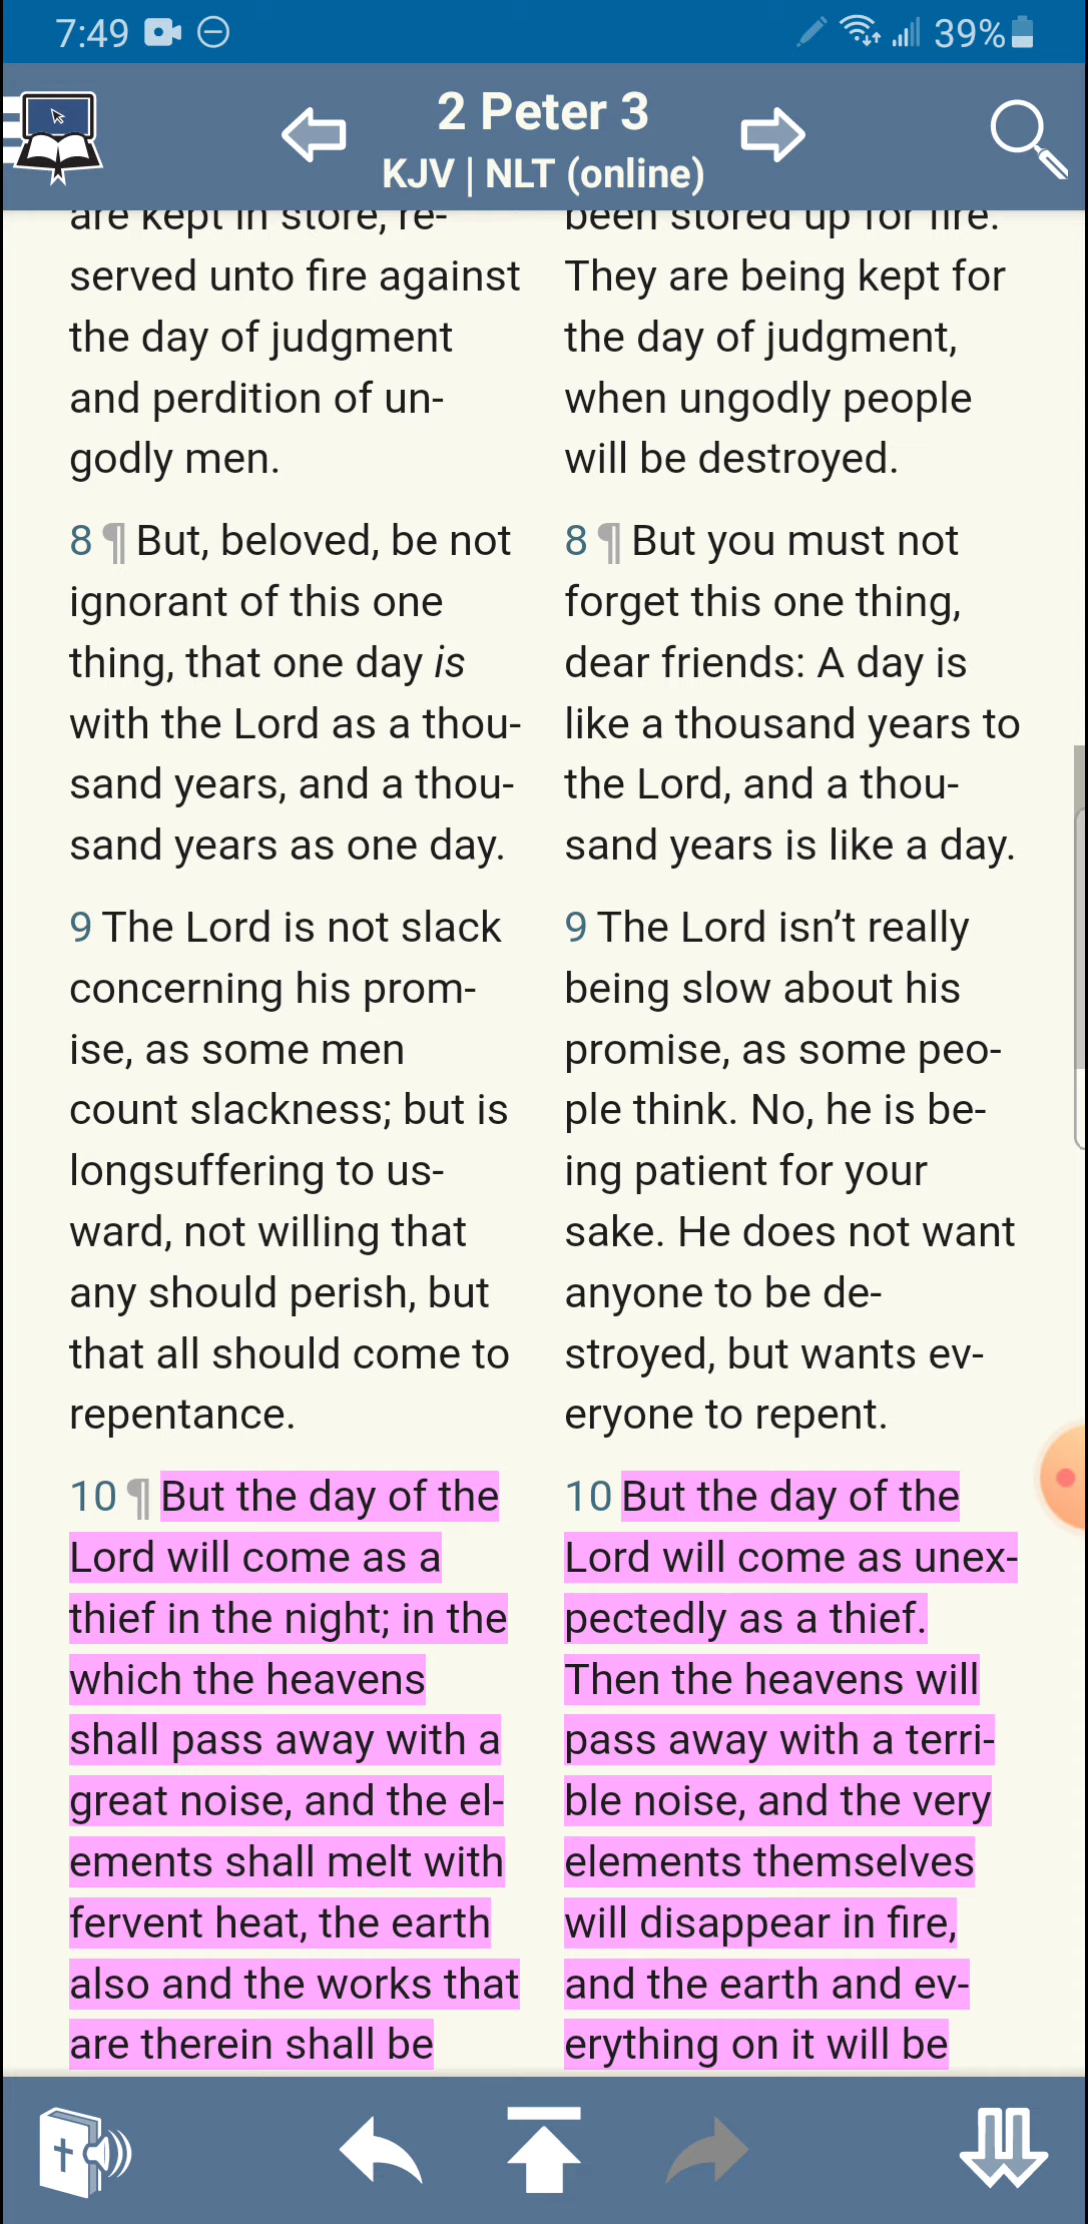 7:49
39%
2 Peter 3
KJV | NLT (online)
are kept in store, re-
served unto fire against
the day of judgment
and perdition of un-
godly men.
8 ¶ But, beloved, be not
ignorant of this one
thing, that one day is
with the Lord as a thou-
sand years, and a thou-
sand years as one day.
9 The Lord is not slack
concerning his prom-
ise, as some men
count slackness; but is
longsuffering to us-
ward, not willing that
any should perish, but
that all should come to
repentance.
10 ¶ But the day of the
Lord will come as a
thief in the night; in the
which the heavens
shall pass away with a
great noise, and the el-
ements shall melt with
fervent heat, the earth
also and the works that
are therein shall be
been stored up for fire.
They are being kept for
the day of judgment,
when ungodly people
will be destroyed.
8 ¶ But you must not
forget this one thing,
dear friends: A day is
like a thousand years to
the Lord, and a thou-
sand years is like a day.
9 The Lord isn’t really
being slow about his
promise, as some peo-
ple think. No, he is be-
ing patient for your
sake. He does not want
anyone to be de-
stroyed, but wants ev-
eryone to repent.
10 But the day of the
Lord will come as unex-
pectedly as a thief.
Then the heavens will
pass away with a terri-
ble noise, and the very
elements themselves
will disappear in fire,
and the earth and ev-
erything on it will be